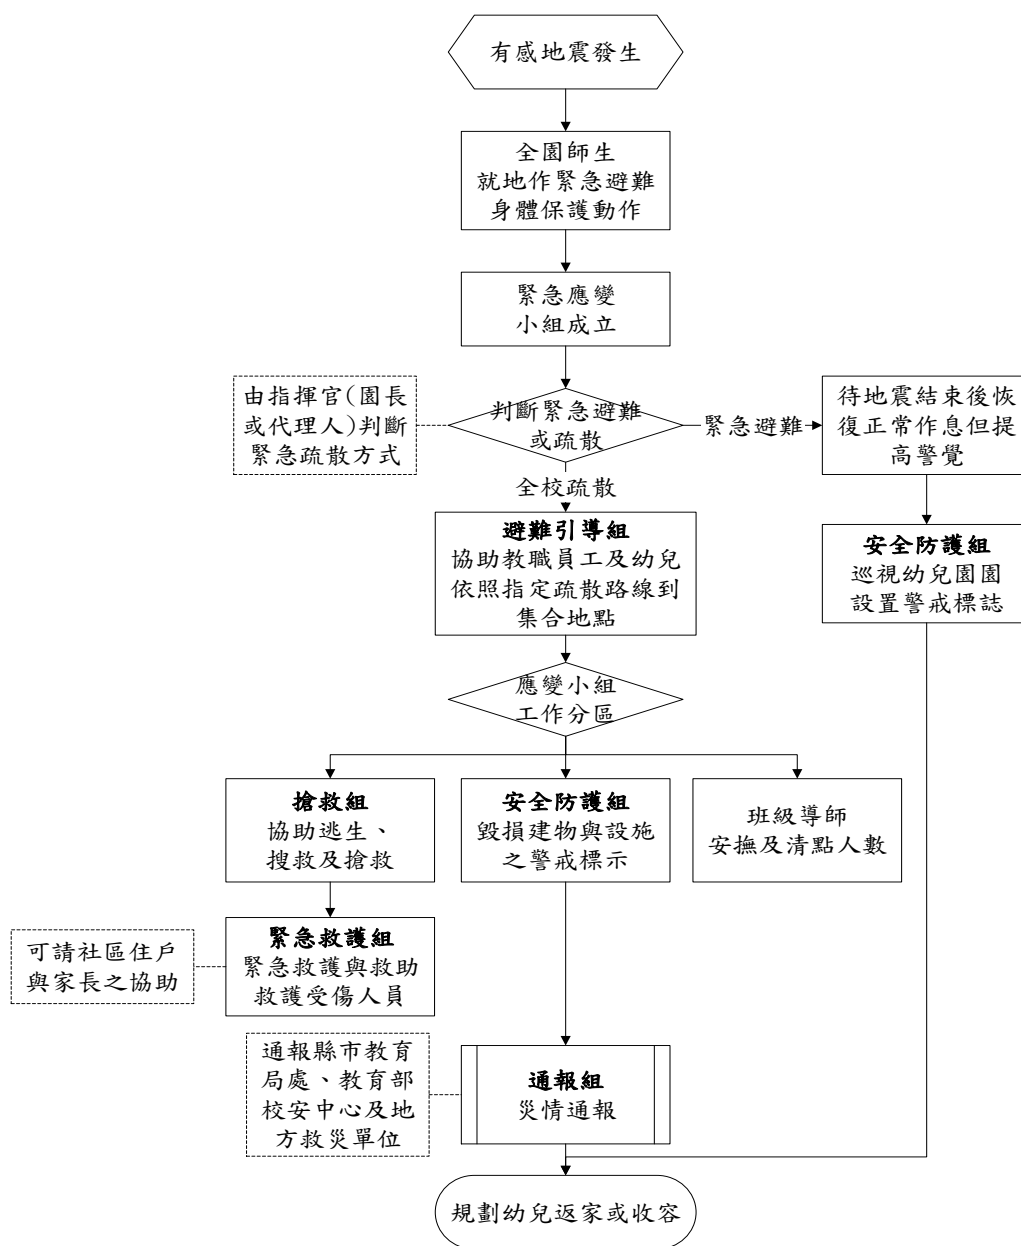 有感地震發生
全園師生
就地作緊急避難
身體保護動作
緊急應變
小組成立
由指揮官(園長
或代理人)判斷
緊急疏散方式
判斷緊急避難
或疏散
緊急避難
待地震結束後恢
復正常作息但提
高警覺
全校疏散
避難引導組
協助教職員工及幼兒
依照指定疏散路線到
集合地點
安全防護組
巡視幼兒園園
設置警戒標誌
應變小組
工作分區
搶救組
協助逃生、
搜救及搶救
安全防護組
毀損建物與設施
之警戒標示
班級導師
安撫及清點人數
可請社區住戶
與家長之協助
緊急救護組
緊急救護與救助
救護受傷人員
通報縣市教育
局處、教育部
校安中心及地
方救災單位
通報組
災情通報
規劃幼兒返家或收容